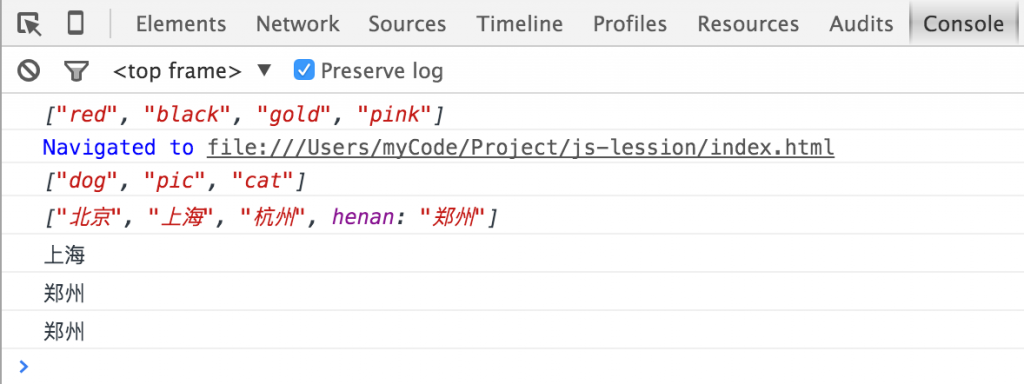 Elements Network Sources Timeline Profiles Resources Audits Console
<top frame> ▼ Preserve log
["red", "black", "gold", "pink"]
Navigated to file:///Users/myCode/Project/js-lession/index.html
["dog", "pic", "cat"]
["北京", "上海", "杭州", henan: "郑州"]
上海
郑州
郑州
>